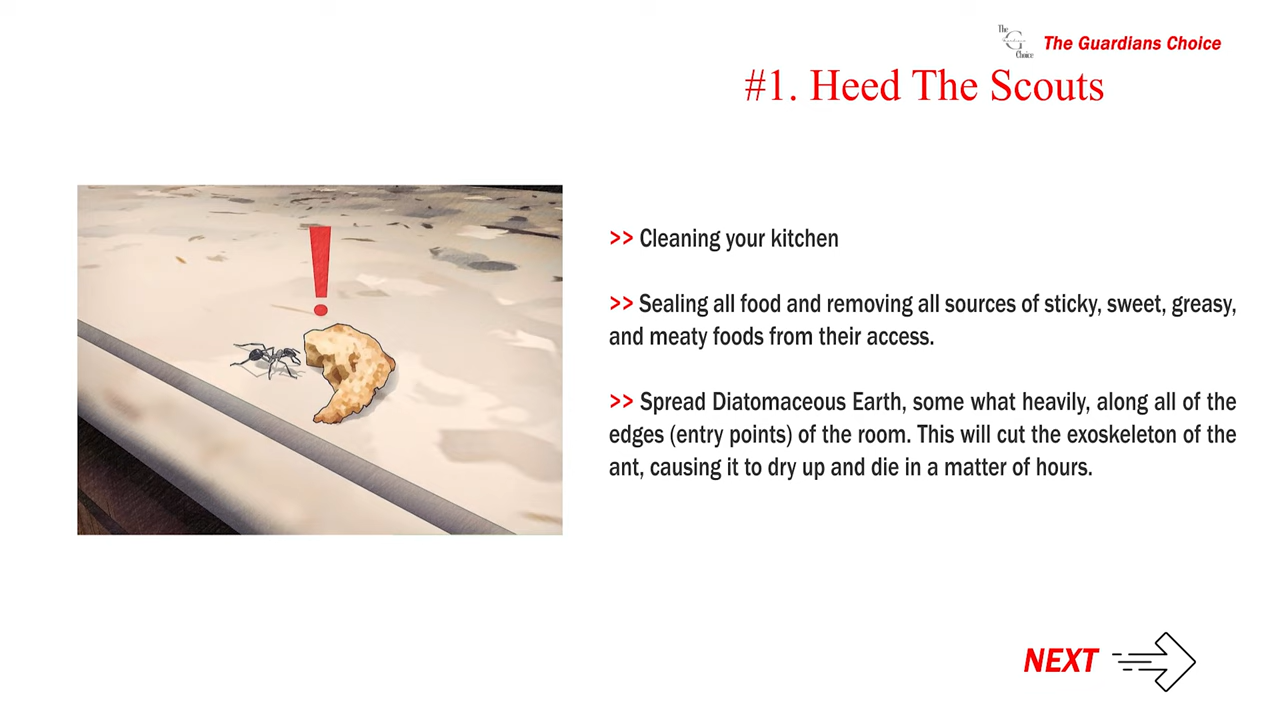 The
G
Choice
The Guardians Choice
#1. Heed The Scouts
!
>> Cleaning your kitchen
>> Sealing all food and removing all sources of sticky, sweet, greasy,
and meaty foods from their access.
>> Spread Diatomaceous Earth, some what heavily, along all of the
edges (entry points) of the room. This will cut the exoskeleton of the
ant, causing it to dry up and die in a matter of hours.
NEXT